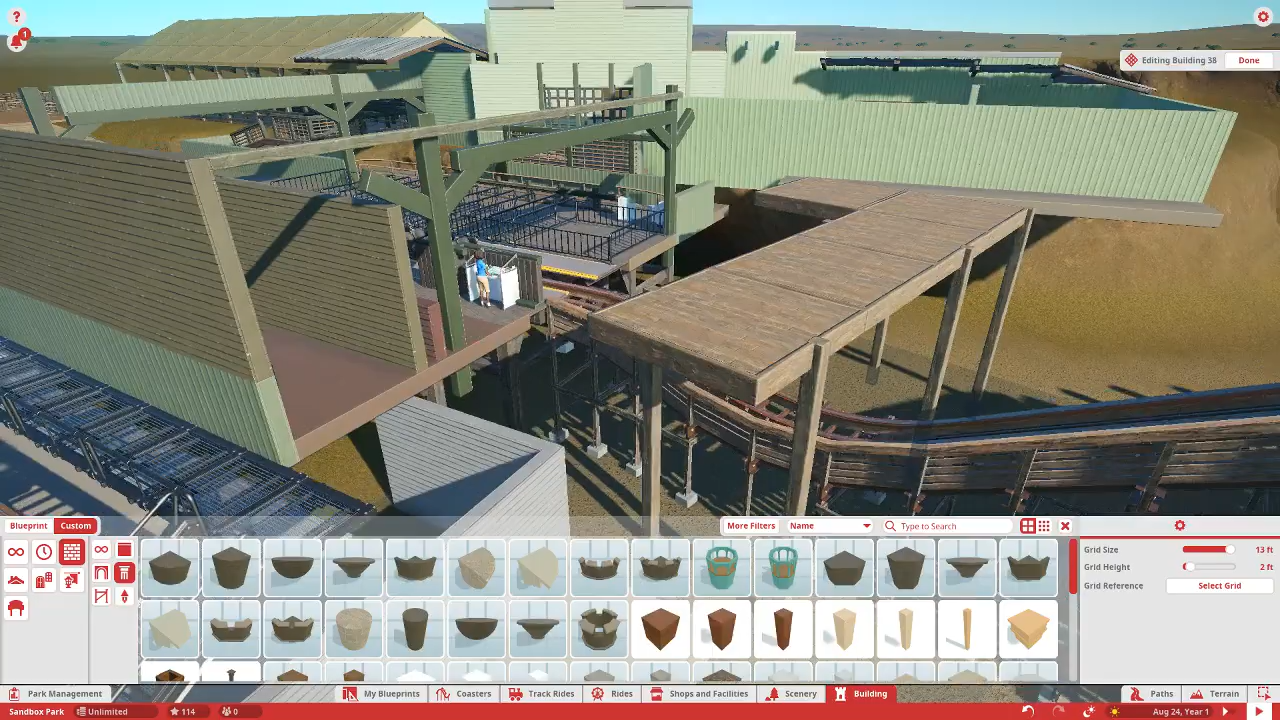 ?
1
Editing Building 38 Done
Blueprint Custom More Filters Name Type to Search
Grid Size 13 ft
Grid Height 2 ft
Grid Reference Select Grid
Park Management My Blueprints Coasters Track Rides Rides Shops and Facilities Scenery Building Paths Terrain
Sandbox Park Unlimited 114 0 Aug 24, Year 1